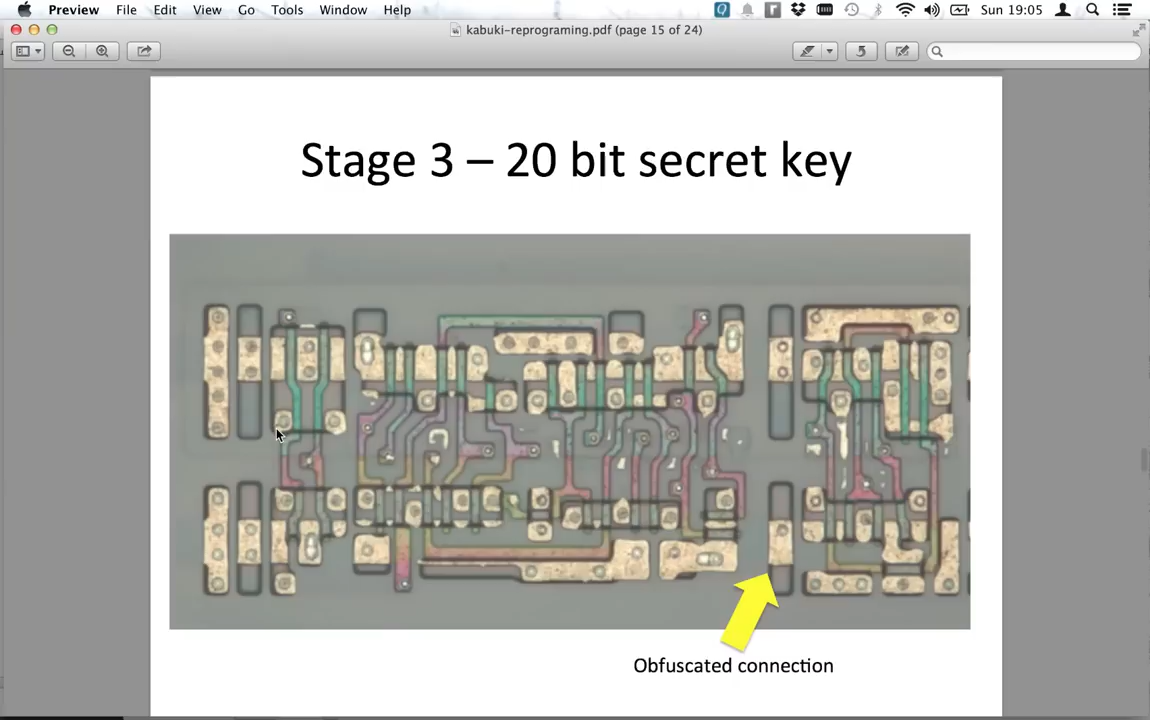 Preview File Edit View Go Tools Window Help Sun 19:05
kabuki-reprograming.pdf (page 15 of 24)
Stage 3 – 20 bit secret key
Obfuscated connection